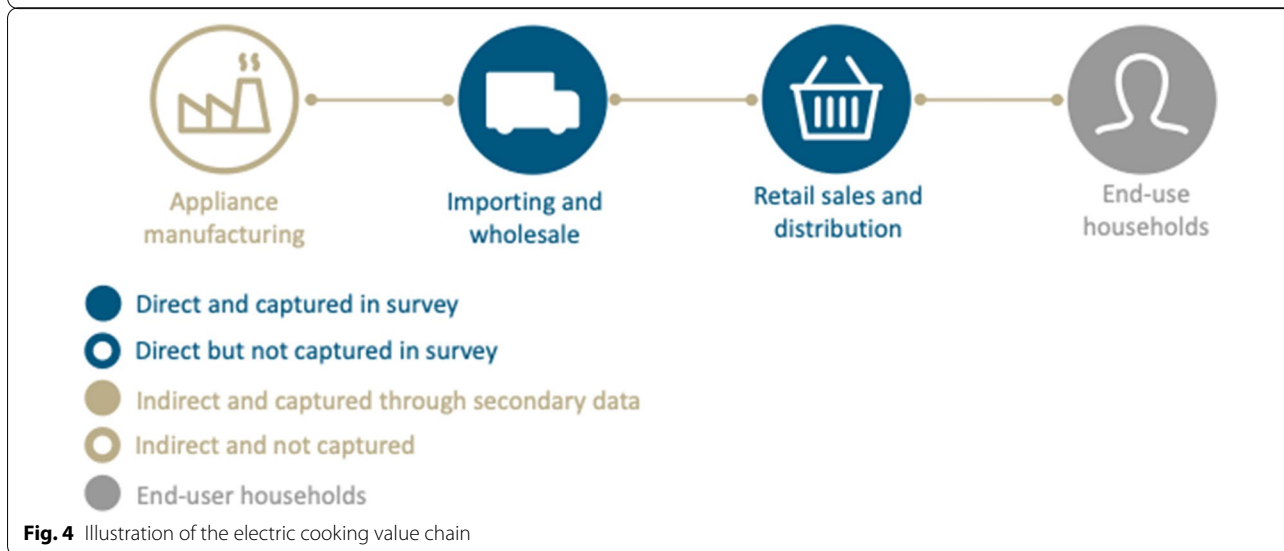 Appliance
manufacturing
Importing and
wholesale
Retail sales and
distribution
End-use
households
Direct and captured in survey
Direct but not captured in survey
Indirect and captured through secondary data
Indirect and not captured
End-user households
Fig. 4 Illustration of the electric cooking value chain